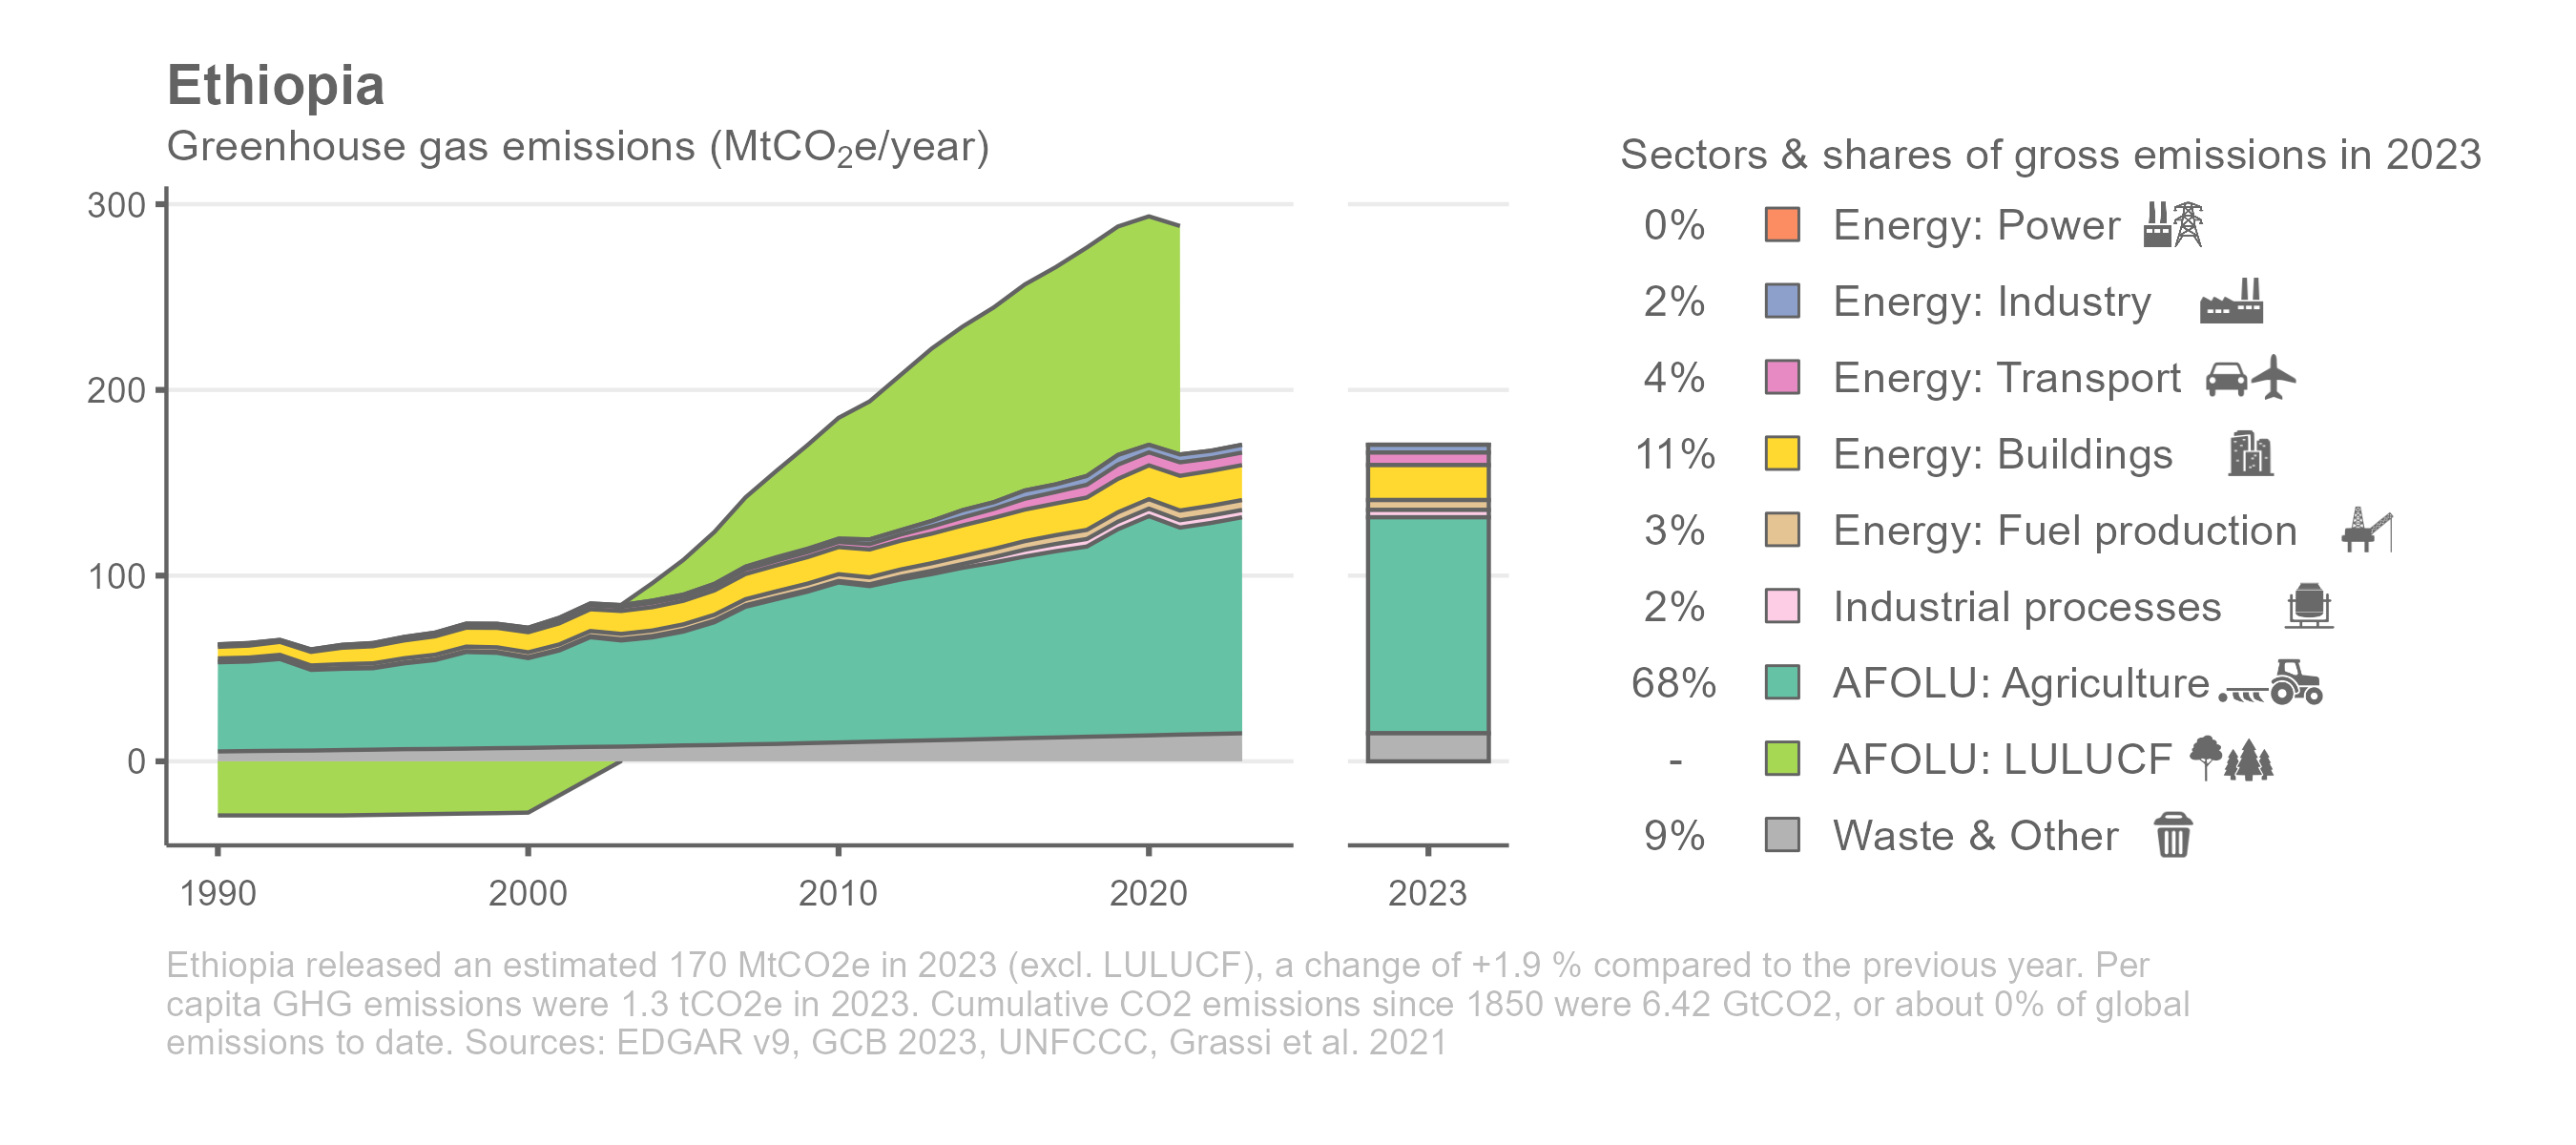 Ethiopia
Greenhouse gas emissions (MtCO₂e/year)
300
200
100
0
1990 2000 2010 2020 2023
Sectors & shares of gross emissions in 2023
0% Energy: Power
2% Energy: Industry
4% Energy: Transport
11% Energy: Buildings
3% Energy: Fuel production
2% Industrial processes
68% AFOLU: Agriculture
- AFOLU: LULUCF
9% Waste & Other
Ethiopia released an estimated 170 MtCO2e in 2023 (excl. LULUCF), a change of +1.9 % compared to the previous year. Per
capita GHG emissions were 1.3 tCO2e in 2023. Cumulative CO2 emissions since 1850 were 6.42 GtCO2, or about 0% of global
emissions to date. Sources: EDGAR v9, GCB 2023, UNFCCC, Grassi et al. 2021